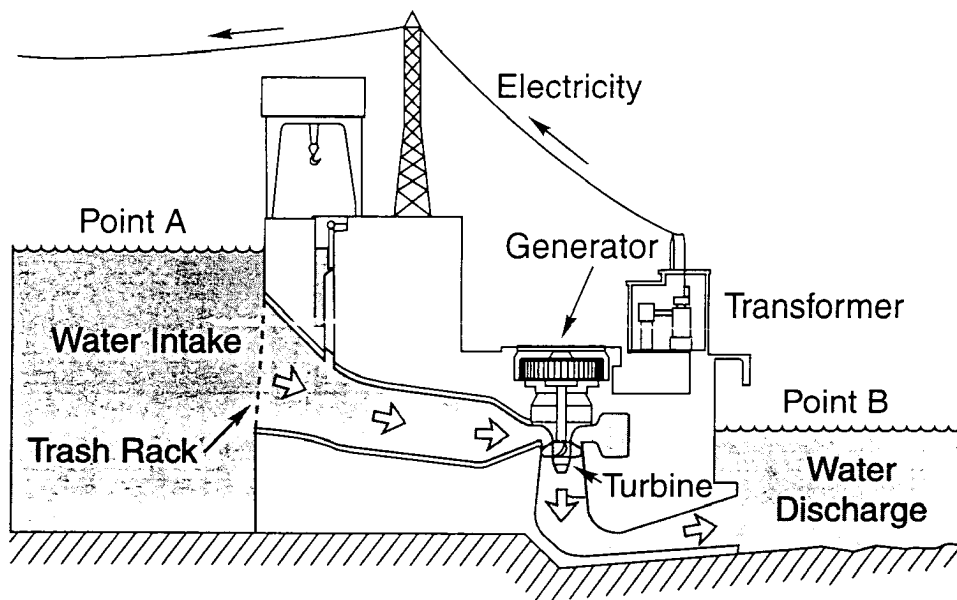 Electricity
Point A
Generator
Transformer
Water Intake
Point B
Trash Rack
Turbine
Water
Discharge